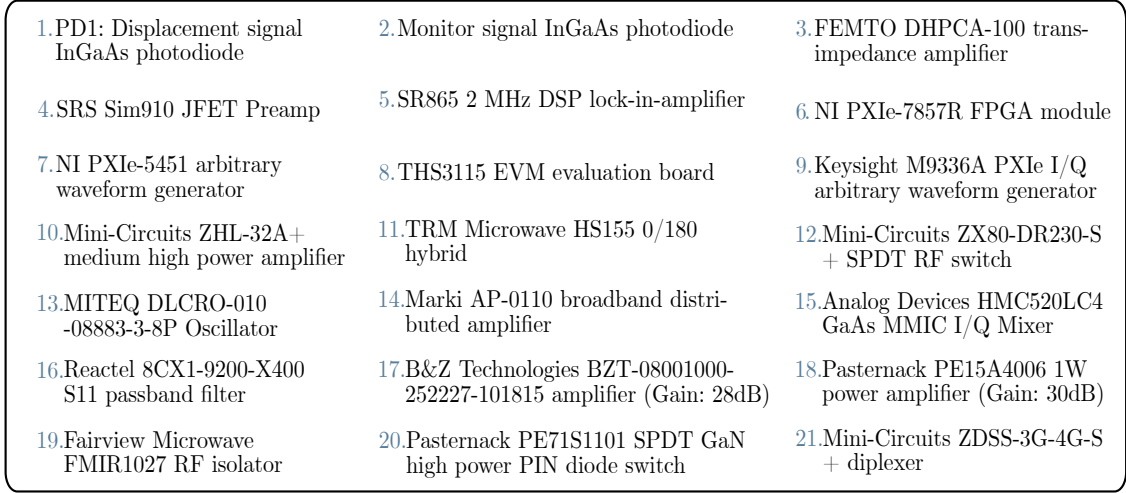 1. PD1: Displacement signal
InGaAs photodiode
2. Monitor signal InGaAs photodiode
3. FEMTO DHPCA-100 trans-
impedance amplifier
4. SRS Sim910 JFET Preamp
5. SR865 2 MHz DSP lock-in-amplifier
6. NI PXIe-7857R FPGA module
7. NI PXIe-5451 arbitrary
waveform generator
8. THS3115 EVM evaluation board
9. Keysight M9336A PXIe I/Q
arbitrary waveform generator
10. Mini-Circuits ZHL-32A+
medium high power amplifier
11. TRM Microwave HS155 0/180
hybrid
12. Mini-Circuits ZX80-DR230-S
+ SPDT RF switch
13. MITEQ DLCRO-010
-08883-3-8P Oscillator
14. Marki AP-0110 broadband distri-
buted amplifier
15. Analog Devices HMC520LC4
GaAs MMIC I/Q Mixer
16. Reactel 8CX1-9200-X400
S11 passband filter
17. B&Z Technologies BZT-08001000-
252227-101815 amplifier (Gain: 28dB)
18. Pasternack PE15A4006 1W
power amplifier (Gain: 30dB)
19. Fairview Microwave
FMIR1027 RF isolator
20. Pasternack PE71S1101 SPDT GaN
high power PIN diode switch
21. Mini-Circuits ZDSS-3G-4G-S
+ diplexer